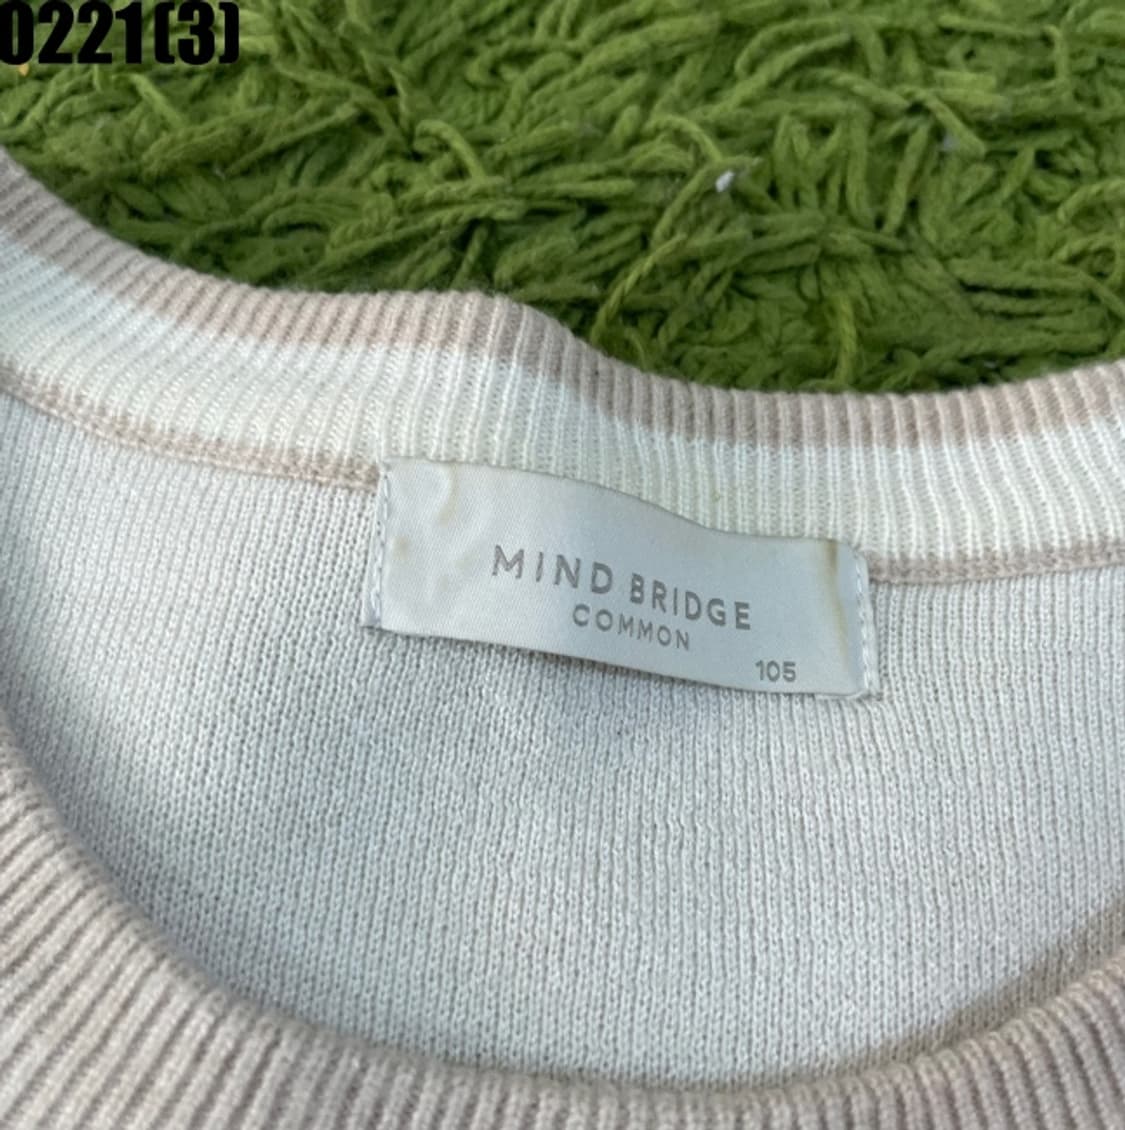 0221(3)
MIND BRIDGE
COMMON
105